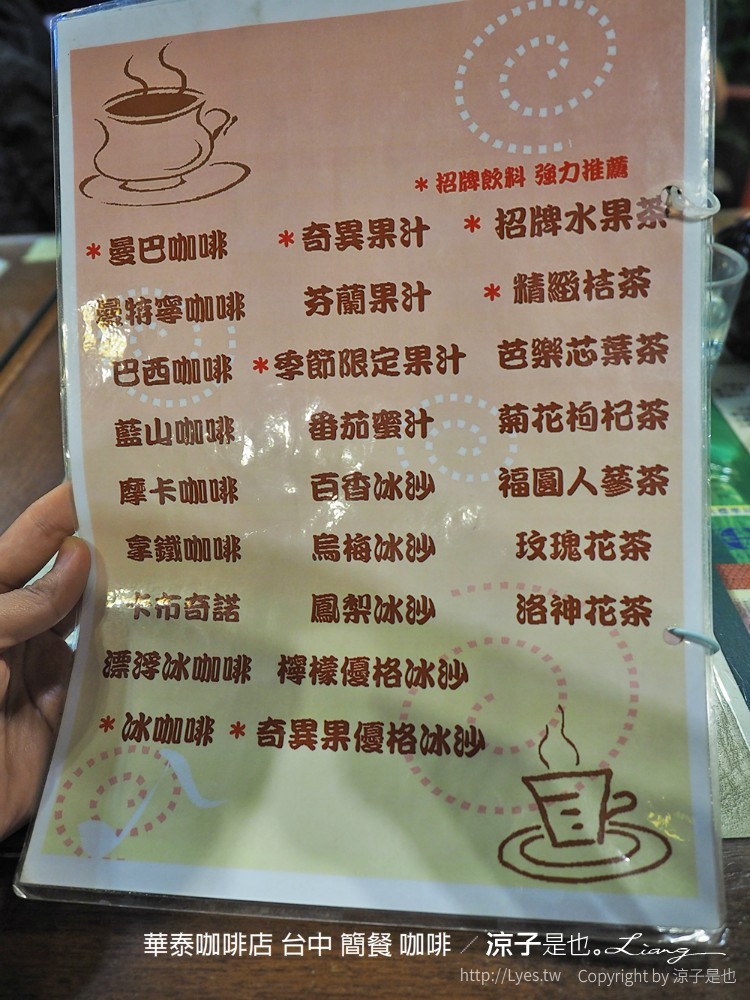 * 招牌飲料 強力推薦
* 曼巴咖啡 * 奇異果汁 * 招牌水果茶
曼特寧咖啡 芬蘭果汁 * 精緻桔茶
巴西咖啡 * 季節限定果汁 芭樂芯葉茶
藍山咖啡 番茄蜜汁 菊花枸杞茶
摩卡咖啡 百香冰沙 福圓人蔘茶
拿鐵咖啡 烏梅冰沙 玫瑰花茶
卡布奇諾 鳳梨冰沙 洛神花茶
漂浮冰咖啡 檸檬優格冰沙
* 冰咖啡 * 奇異果優格冰沙
華泰咖啡店 台中 簡餐 咖啡 / 涼子是也。Liang
http://Lyes.tw Copyright by 涼子是也